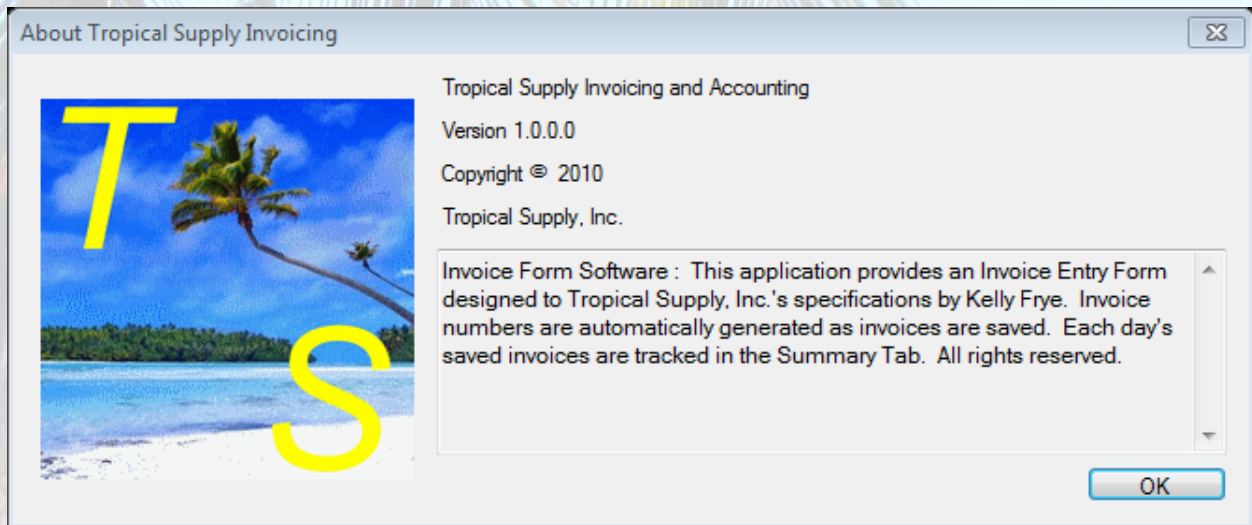 About Tropical Supply Invoicing
T
S
Tropical Supply Invoicing and Accounting
Version 1.0.0.0
Copyright © 2010
Tropical Supply, Inc.
Invoice Form Software :  This application provides an Invoice Entry Form
designed to Tropical Supply, Inc.'s specifications by Kelly Frye.  Invoice
numbers are automatically generated as invoices are saved.  Each day's
saved invoices are tracked in the Summary Tab.  All rights reserved.
OK